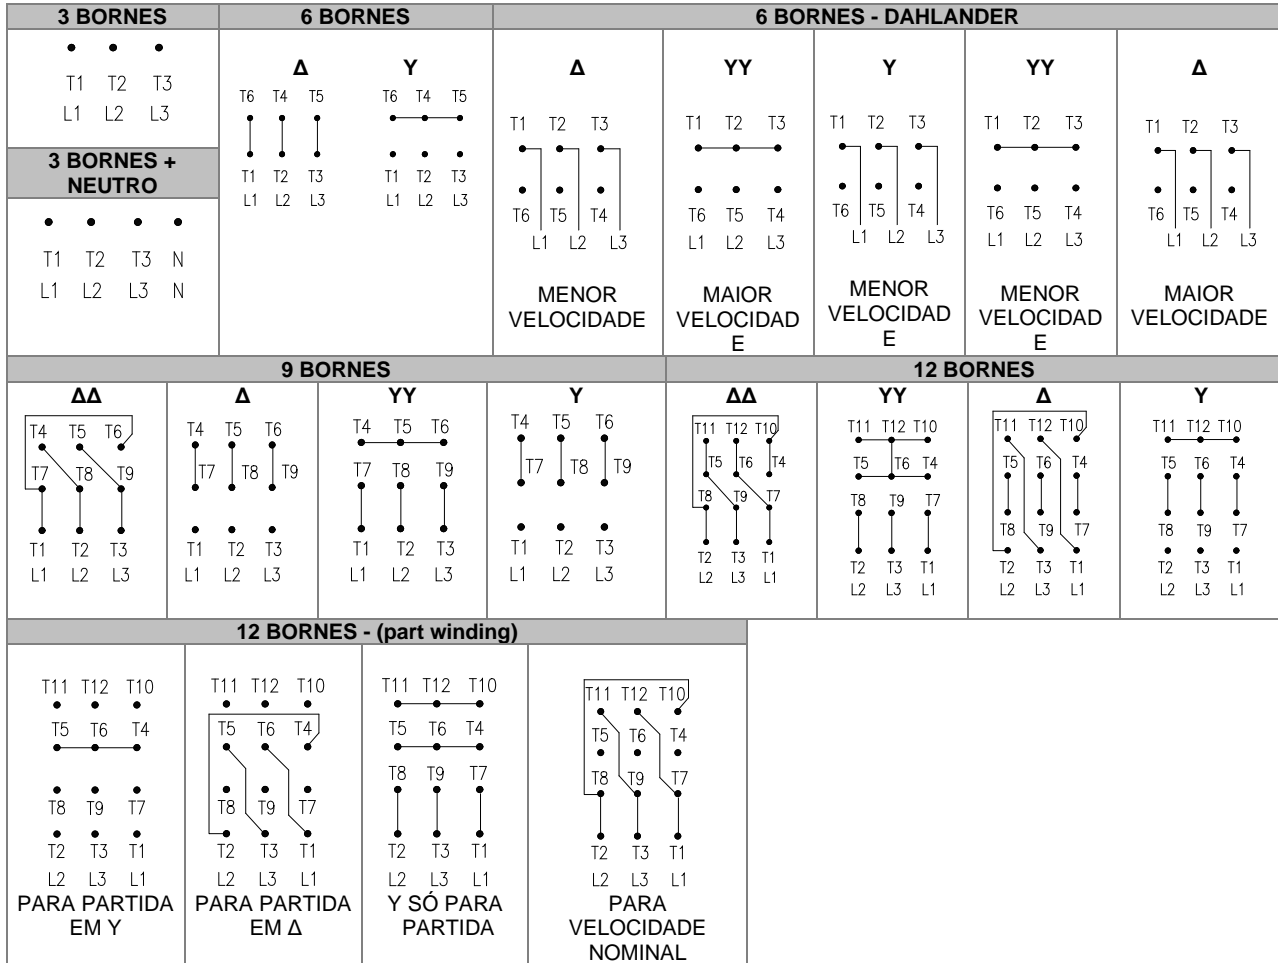 3 BORNES
T1 T2 T3
L1 L2 L3
3 BORNES +
NEUTRO
T1 T2 T3 N
L1 L2 L3 N
6 BORNES
Δ Y
T6 T4 T5 T6 T4 T5
T1 T2 T3 T1 T2 T3
L1 L2 L3 L1 L2 L3
6 BORNES - DAHLANDER
Δ
T1 T2 T3
T6 T5 T4
L1 L2 L3
MENOR
VELOCIDADE
YY
T1 T2 T3
T6 T5 T4
L1 L2 L3
MAIOR
VELOCIDAD
E
Y
T1 T2 T3
T6 T5 T4
L1 L2 L3
MENOR
VELOCIDAD
E
YY
T1 T2 T3
T6 T5 T4
L1 L2 L3
MENOR
VELOCIDAD
E
Δ
T1 T2 T3
T6 T5 T4
L1 L2 L3
MAIOR
VELOCIDADE
9 BORNES
ΔΔ
T4 T5 T6
T7 T8 T9
T1 T2 T3
L1 L2 L3
Δ
T4 T5 T6
T7 T8 T9
T1 T2 T3
L1 L2 L3
YY
T4 T5 T6
T7 T8 T9
T1 T2 T3
L1 L2 L3
Y
T4 T5 T6
T7 T8 T9
T1 T2 T3
L1 L2 L3
12 BORNES
ΔΔ
T11 T12 T10
T5 T6 T4
T8 T9 T7
T2 T3 T1
L2 L3 L1
YY
T11 T12 T10
T5 T6 T4
T8 T9 T7
T2 T3 T1
L2 L3 L1
Δ
T11 T12 T10
T5 T6 T4
T8 T9 T7
T2 T3 T1
L2 L3 L1
Y
T11 T12 T10
T5 T6 T4
T8 T9 T7
T2 T3 T1
L2 L3 L1
12 BORNES - (part winding)
T11 T12 T10
T5 T6 T4
T8 T9 T7
T2 T3 T1
L2 L3 L1
PARA PARTIDA
EM Y
T11 T12 T10
T5 T6 T4
T8 T9 T7
T2 T3 T1
L2 L3 L1
PARA PARTIDA
EM Δ
T11 T12 T10
T5 T6 T4
T8 T9 T7
T2 T3 T1
L2 L3 L1
Y SÓ PARA
PARTIDA
T11 T12 T10
T5 T6 T4
T8 T9 T7
T2 T3 T1
L2 L3 L1
PARA
VELOCIDADE
NOMINAL